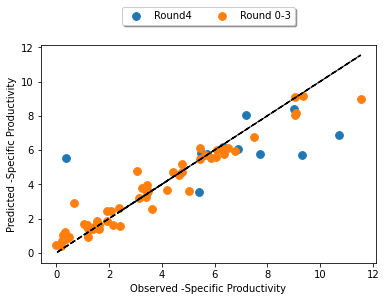 Round4 Round 0-3
12
10
8
6
4
2
0
Predicted -Specific Productivity
0 2 4 6 8 10 12
Observed -Specific Productivity